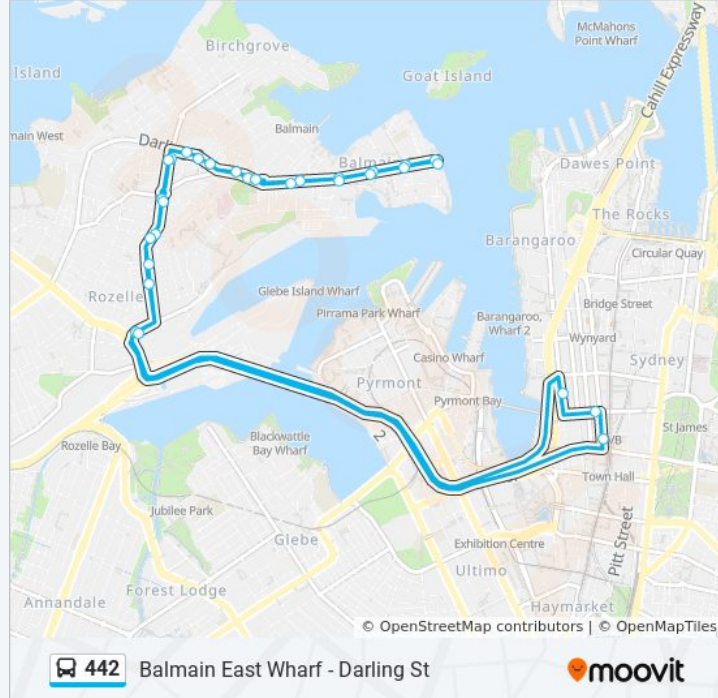 McMahons
Point Wharf
Birchgrove
Cahill Expressway
Island
Goat Island
main West
Darl
Balmain
Balmain
Dawes Point
The Rocks
Barangaroo
Circular Quay
Glebe Island Wharf
Rozelle
Pirrama Park Wharf
Barangaroo,
Wharf 2
Bridge Street
Wynyard
Casino Wharf
Sydney
Pyrmont
Pyrmont Bay
St James
Blackwattle
Bay Wharf
2
VB
Rozelle Bay
Town Hall
Jubilee Park
Glebe
Exhibition Centre
Pitt Street
Ultimo
Forest Lodge
Annandale
Haymarket
© OpenStreetMap contributors | © OpenMapTiles
442 Balmain East Wharf - Darling St
moovit